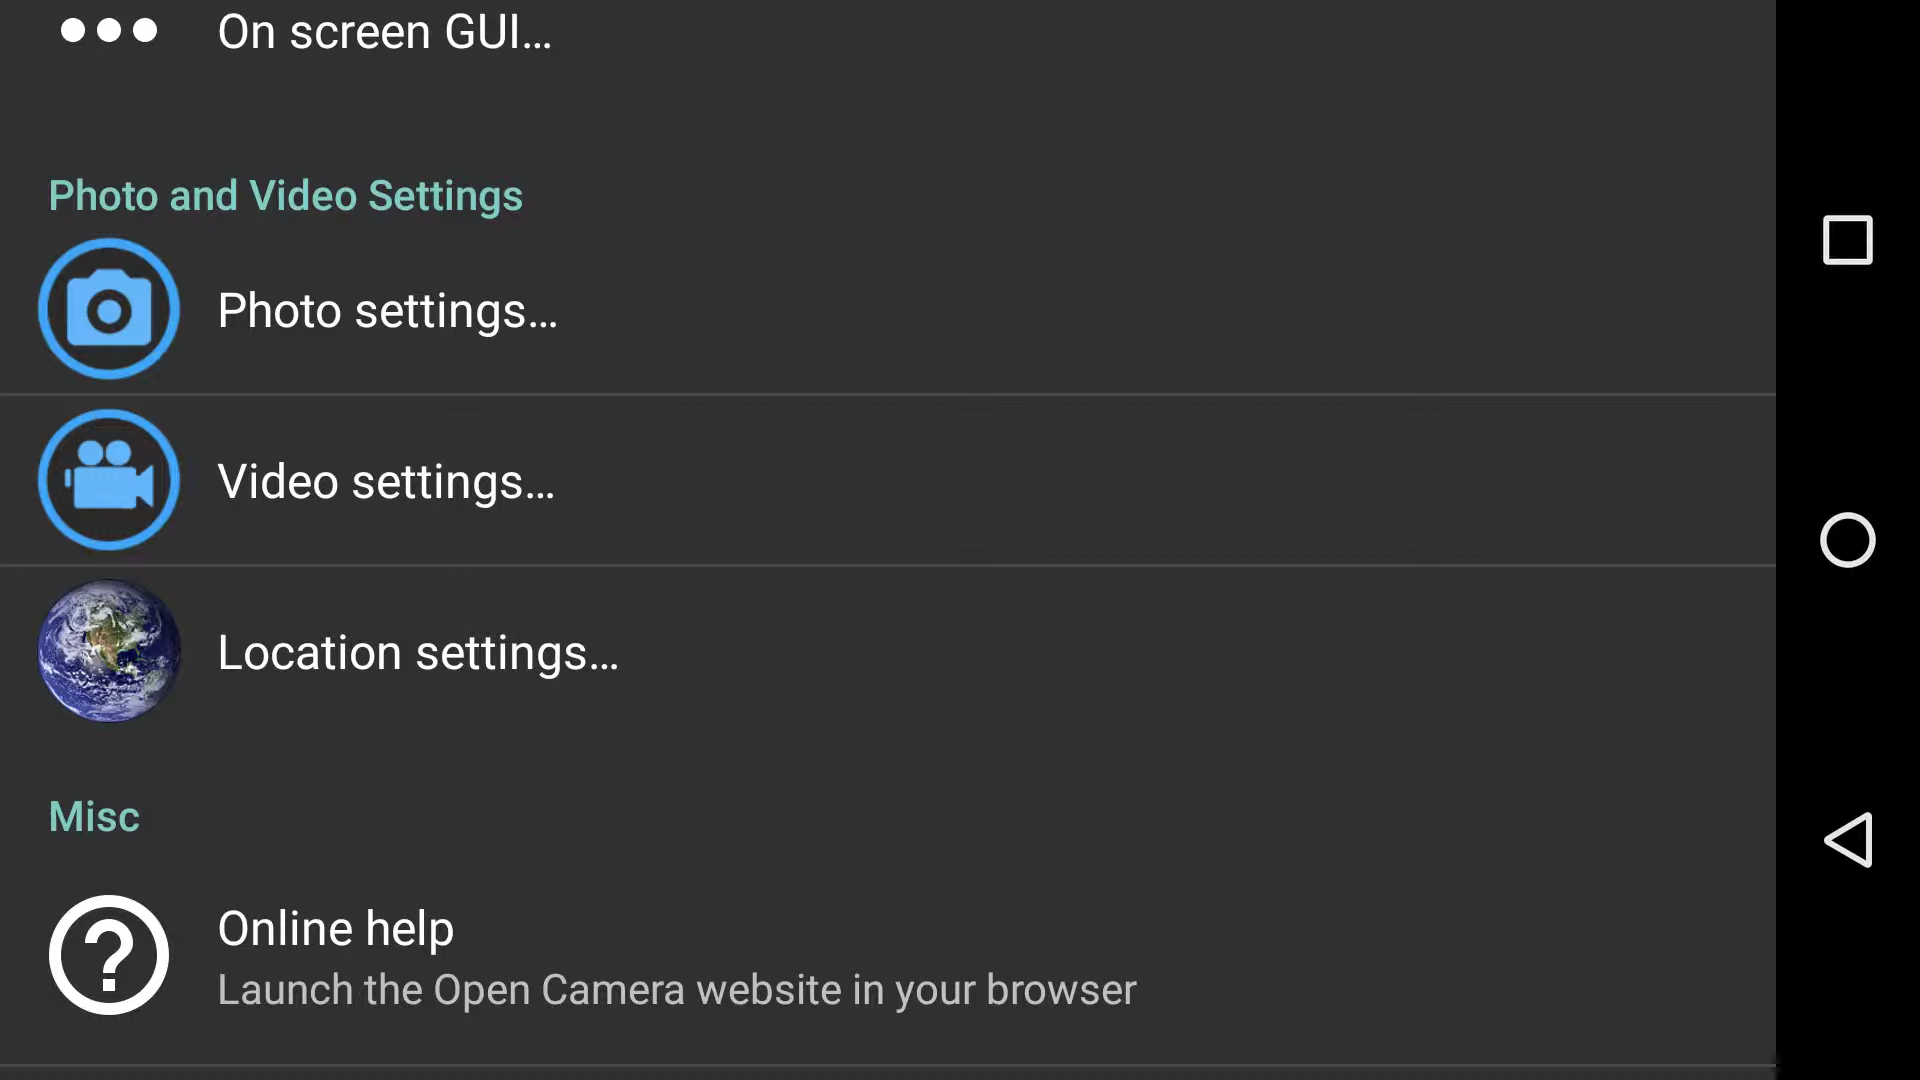 On screen GUI...
Photo and Video Settings
Photo settings...
Video settings...
Location settings...
Misc
Online help
Launch the Open Camera website in your browser